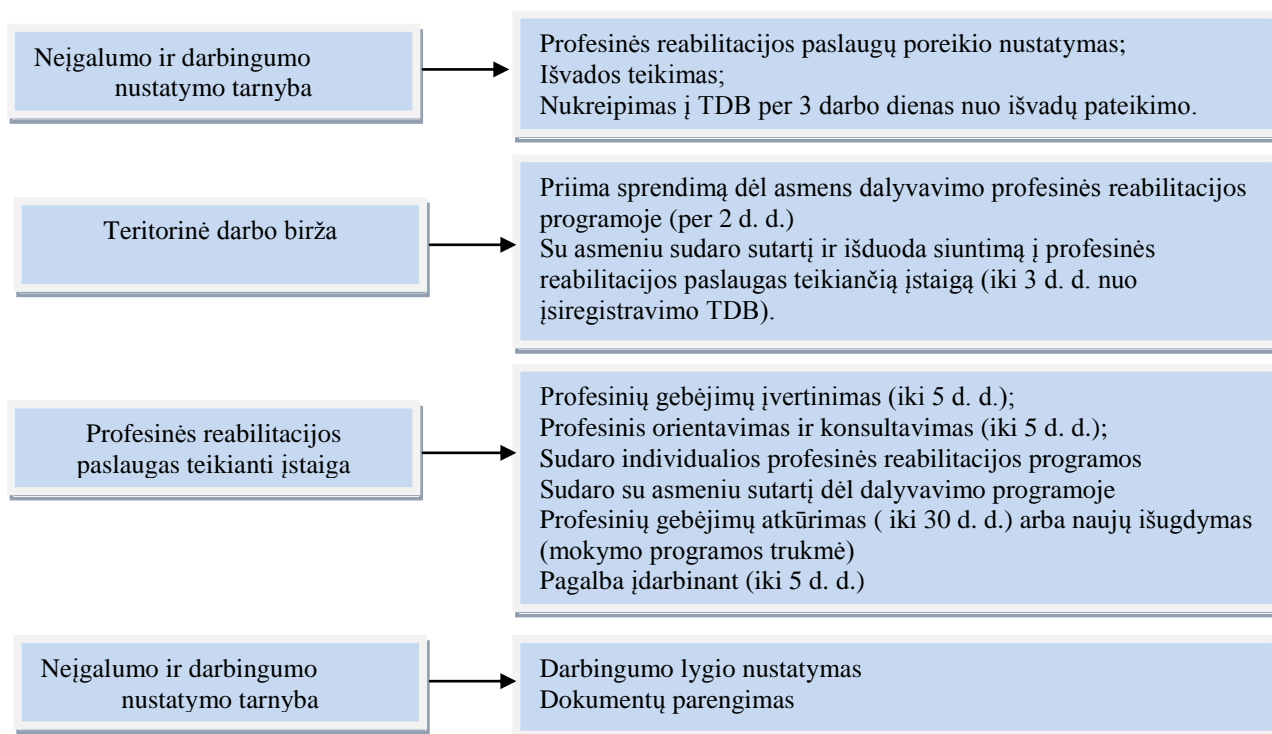 Neįgalumo ir darbingumo
nustatymo tarnyba
Profesinės reabilitacijos paslaugų poreikio nustatymas;
Išvados teikimas;
Nukreipimas į TDB per 3 darbo dienas nuo išvadų pateikimo.
Teritorinė darbo birža
Priima sprendimą dėl asmens dalyvavimo profesinės reabilitacijos
programoje (per 2 d. d.)
Su asmeniu sudaro sutartį ir išduoda siuntimą į profesinės
reabilitacijos paslaugas teikiančią įstaigą (iki 3 d. d. nuo
įsiregistravimo TDB).
Profesinės reabilitacijos
paslaugas teikianti įstaiga
Profesinių gebėjimų įvertinimas (iki 5 d. d.);
Profesinis orientavimas ir konsultavimas (iki 5 d. d.);
Sudaro individualios profesinės reabilitacijos programos
Sudaro su asmeniu sutartį dėl dalyvavimo programoje
Profesinių gebėjimų atkūrimas ( iki 30 d. d.) arba naujų išugdymas
(mokymo programos trukmė)
Pagalba įdarbinant (iki 5 d. d.)
Neįgalumo ir darbingumo
nustatymo tarnyba
Darbingumo lygio nustatymas
Dokumentų parengimas